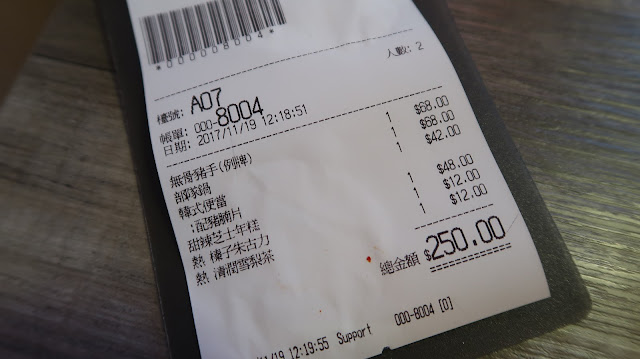 *000008004*
人數: 2
檯號: A07
帳單: 000-8004
日期: 2017/11/19 12:18:51
無骨豬手(例牌) 1 $68.00
部隊鍋 1 $68.00
韓式便當 1 $42.00
:配豬腩片
甜辣芝士年糕 1 $48.00
熱 榛子朱古力 1 $12.00
熱 清潤雪梨茶 1 $12.00
總金額 $250.00
/11/19 12:19:55 Support 000-8004 [0]